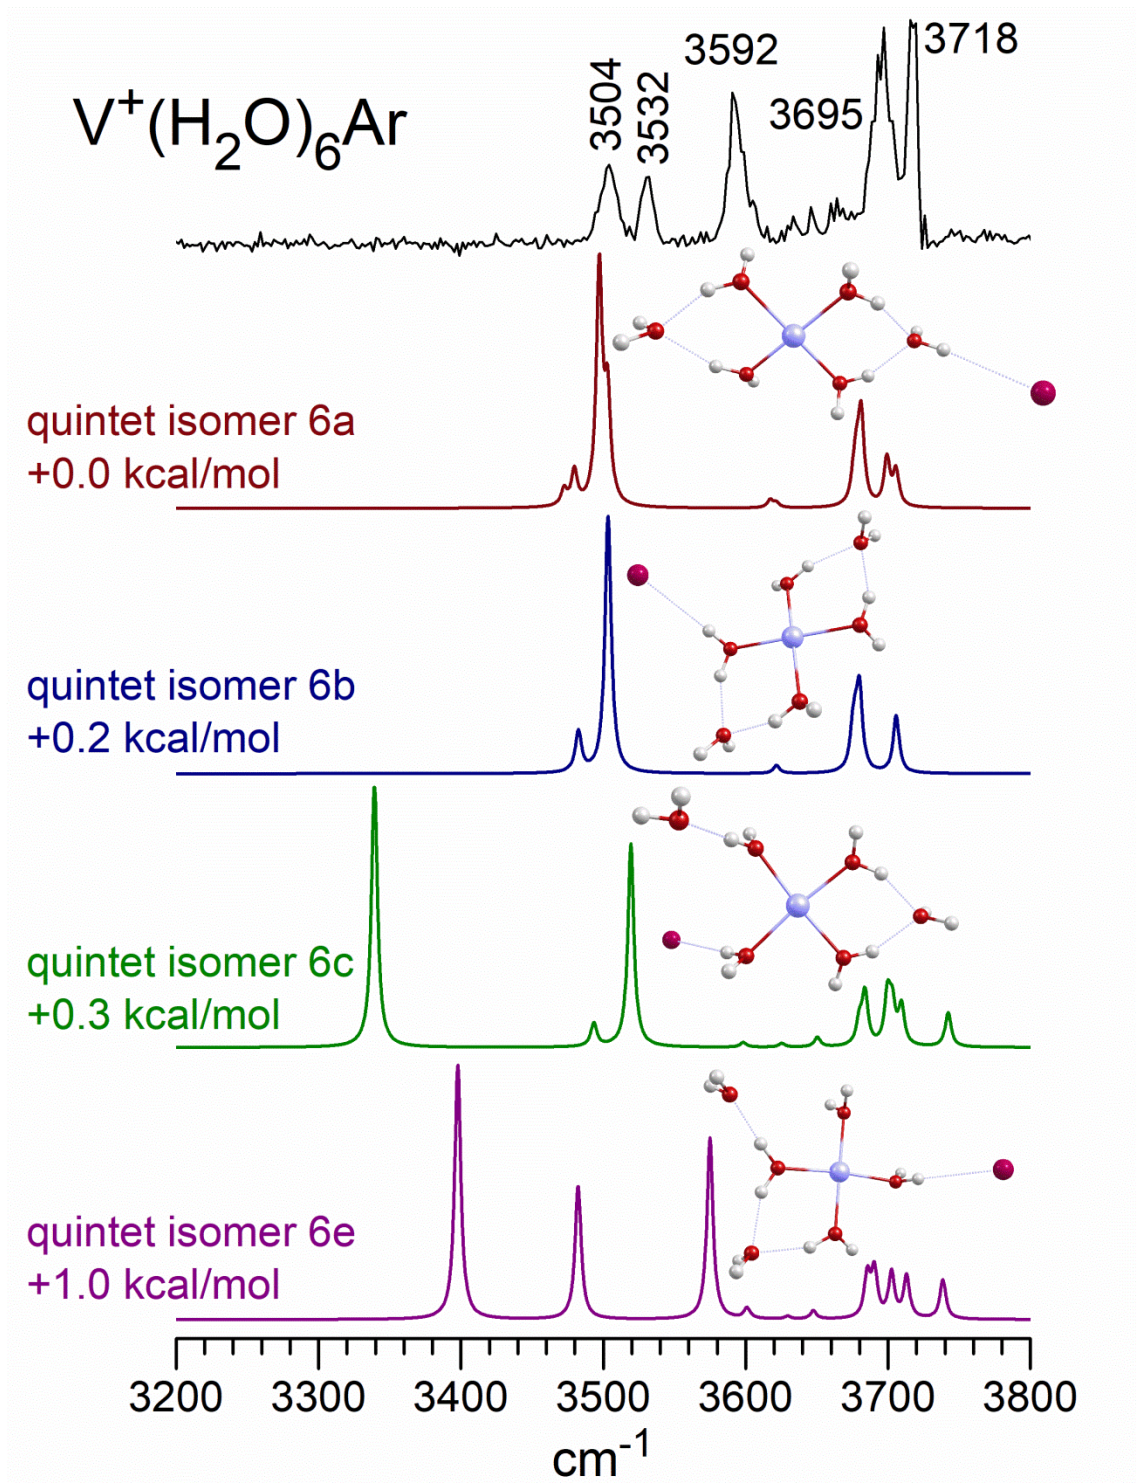 3718
3592
3504
3532
3695
V⁺(H₂O)₆Ar
quintet isomer 6a
+0.0 kcal/mol
quintet isomer 6b
+0.2 kcal/mol
quintet isomer 6c
+0.3 kcal/mol
quintet isomer 6e
+1.0 kcal/mol
3200 3300 3400 3500 3600 3700 3800
cm⁻¹